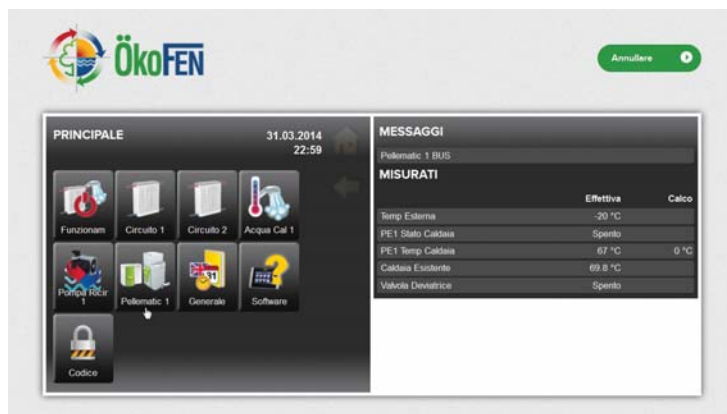 ÖkoFEN
Annullare
PRINCIPALE
31.03.2014
22:59
Funzionam
Circuito 1
Circuito 2
Acqua Cal 1
Pompa Ricir
1
Pellematic 1
31
Generale
Software
Codice
MESSAGGI
Pellematic 1 BUS
MISURATI
Effettiva Calco
Temp Esterna -20 °C
PE1 Stato Caldaia Spento
PE1 Temp Caldaia 67 °C 0 °C
Caldaia Esistente 69.8 °C
Valvola Deviatrice Spento